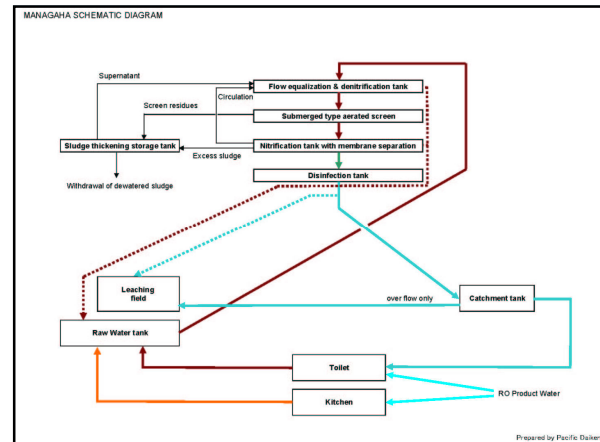 MANAGAHA SCHEMATIC DIAGRAM
Supernatant
Circulation
Flow equalization & denitrification tank
Screen residues
Submerged type aerated screen
Sludge thickening storage tank
Excess sludge
Nitrification tank with membrane separation
Disinfection tank
Withdrawal of dewatered sludge
Leaching
field
over flow only
Catchment tank
Raw Water tank
Toilet
RO Product Water
Kitchen
Prepared by Pacific Daiken